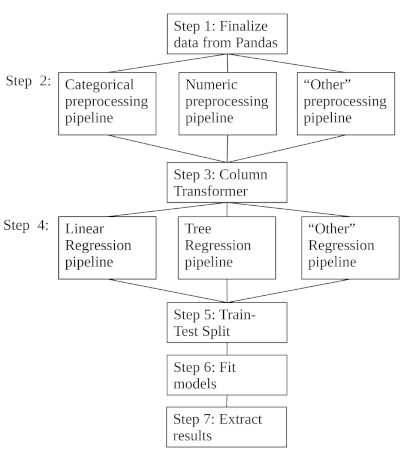 Step 1: Finalize
data from Pandas
Step 2:
Categorical
preprocessing
pipeline
Numeric
preprocessing
pipeline
“Other”
preprocessing
pipeline
Step 3: Column
Transformer
Step 4:
Linear
Regression
pipeline
Tree
Regression
pipeline
“Other”
Regression
pipeline
Step 5: Train-
Test Split
Step 6: Fit
models
Step 7: Extract
results